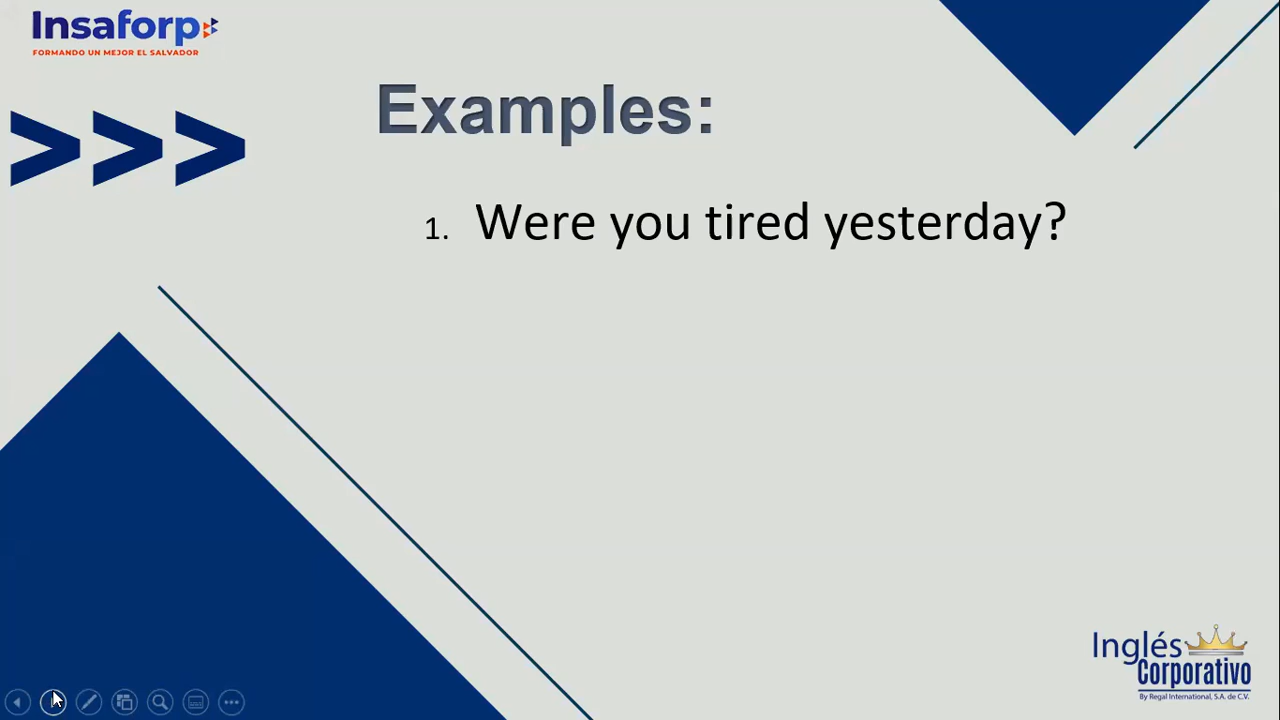 Insaforp
FORMANDO UN MEJOR EL SALVADOR
>>>
Examples:
1. Were you tired yesterday?
Inglés
Corporativo
By Regal International, S.A. de C.V.